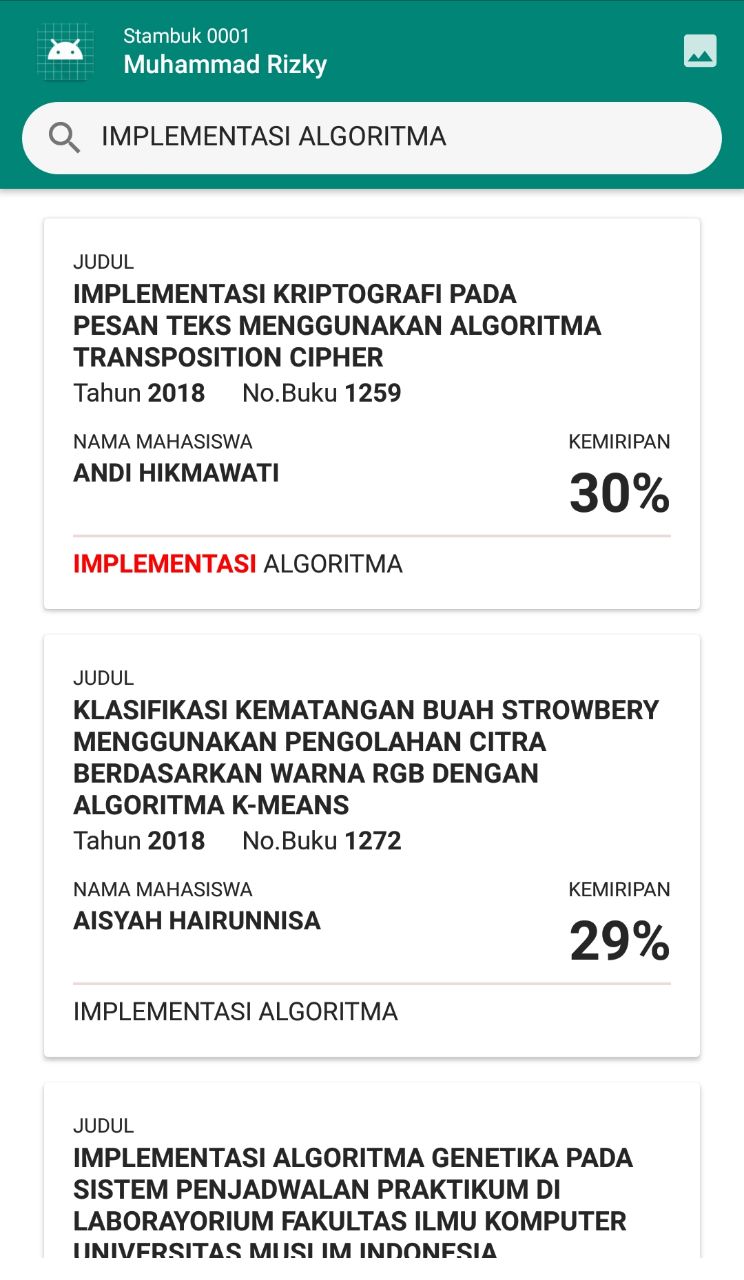 Stambuk 0001
Muhammad Rizky
IMPLEMENTASI ALGORITMA
JUDUL
IMPLEMENTASI KRIPTOGRAFI PADA
PESAN TEKS MENGGUNAKAN ALGORITMA
TRANSPOSITION CIPHER
Tahun 2018 No.Buku 1259
NAMA MAHASISWA KEMIRIPAN
ANDI HIKMAWATI
30%
IMPLEMENTASI ALGORITMA
JUDUL
KLASIFIKASI KEMATANGAN BUAH STROWBERY
MENGGUNAKAN PENGOLAHAN CITRA
BERDASARKAN WARNA RGB DENGAN
ALGORITMA K-MEANS
Tahun 2018 No.Buku 1272
NAMA MAHASISWA KEMIRIPAN
AISYAH HAIRUNNISA
29%
IMPLEMENTASI ALGORITMA
JUDUL
IMPLEMENTASI ALGORITMA GENETIKA PADA
SISTEM PENJADWALAN PRAKTIKUM DI
LABORAYORIUM FAKULTAS ILMU KOMPUTER
UNIVERSITAS MUSLIM INDONESIA